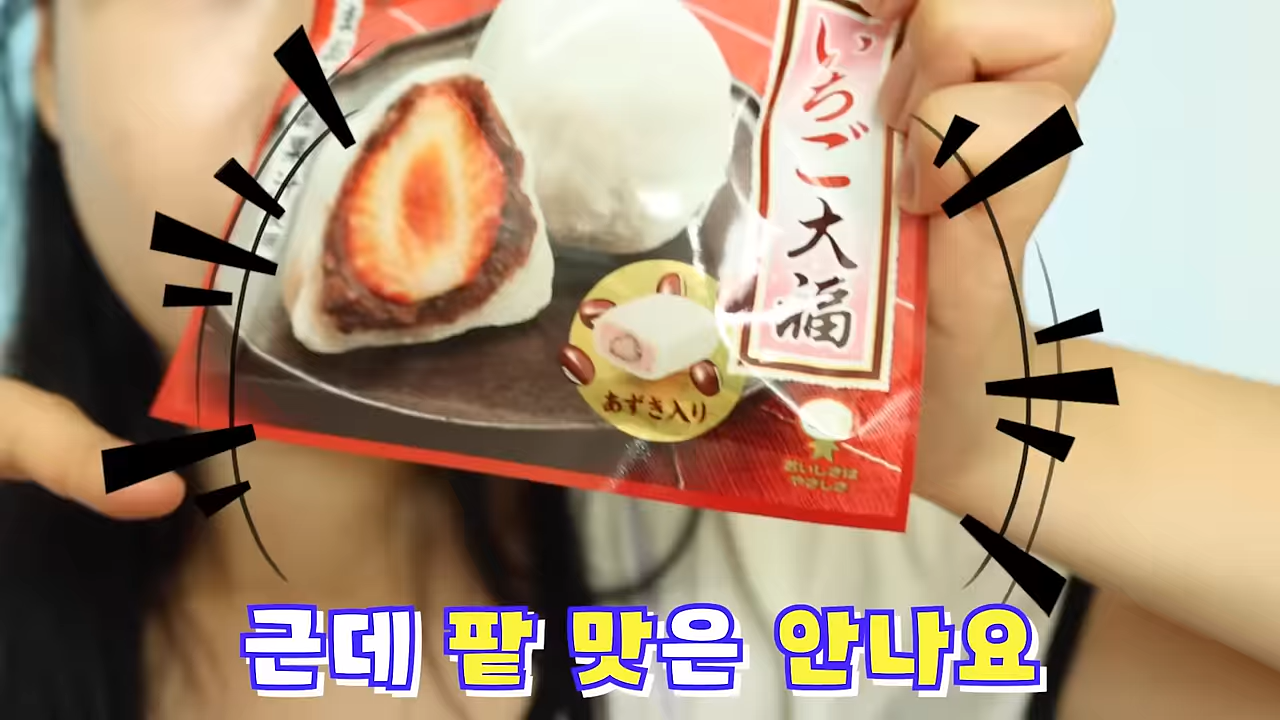 いちご大福
あずき入り
おいしさは
やさしさ
근데 팥 맛은 안나요